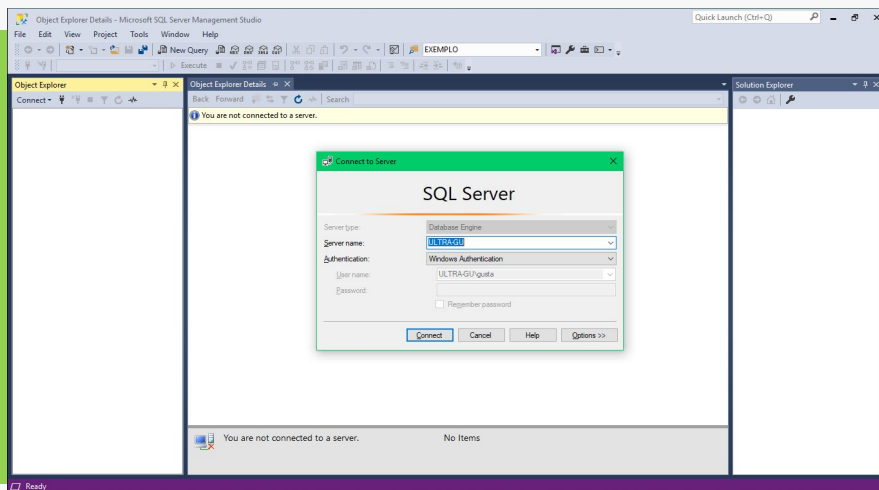 Object Explorer Details - Microsoft SQL Server Management Studio
Quick Launch (Ctrl+Q)
File Edit View Project Tools Window Help
New Query
EXEMPLO
Execute
Object Explorer
Object Explorer Details
Solution Explorer
Connect
Back Forward Search
You are not connected to a server.
Connect to Server
SQL Server
Server type: Database Engine
Server name: ULTRA-GU
Authentication: Windows Authentication
User name: ULTRA-GU\gusta
Password:
Remember password
Connect Cancel Help Options >>
You are not connected to a server. No Items
Ready